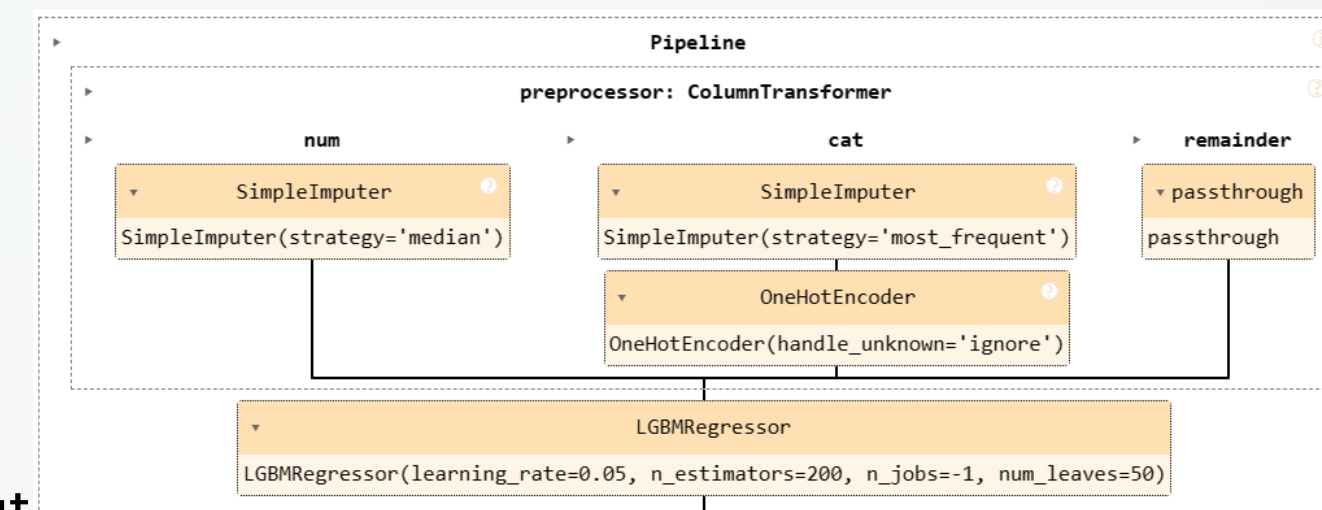 Pipeline
preprocessor: ColumnTransformer
num cat remainder
SimpleImputer ? SimpleImputer ? passthrough
SimpleImputer(strategy='median') SimpleImputer(strategy='most_frequent') passthrough
OneHotEncoder ?
OneHotEncoder(handle_unknown='ignore')
LGBMRegressor
LGBMRegressor(learning_rate=0.05, n_estimators=200, n_jobs=-1, num_leaves=50)